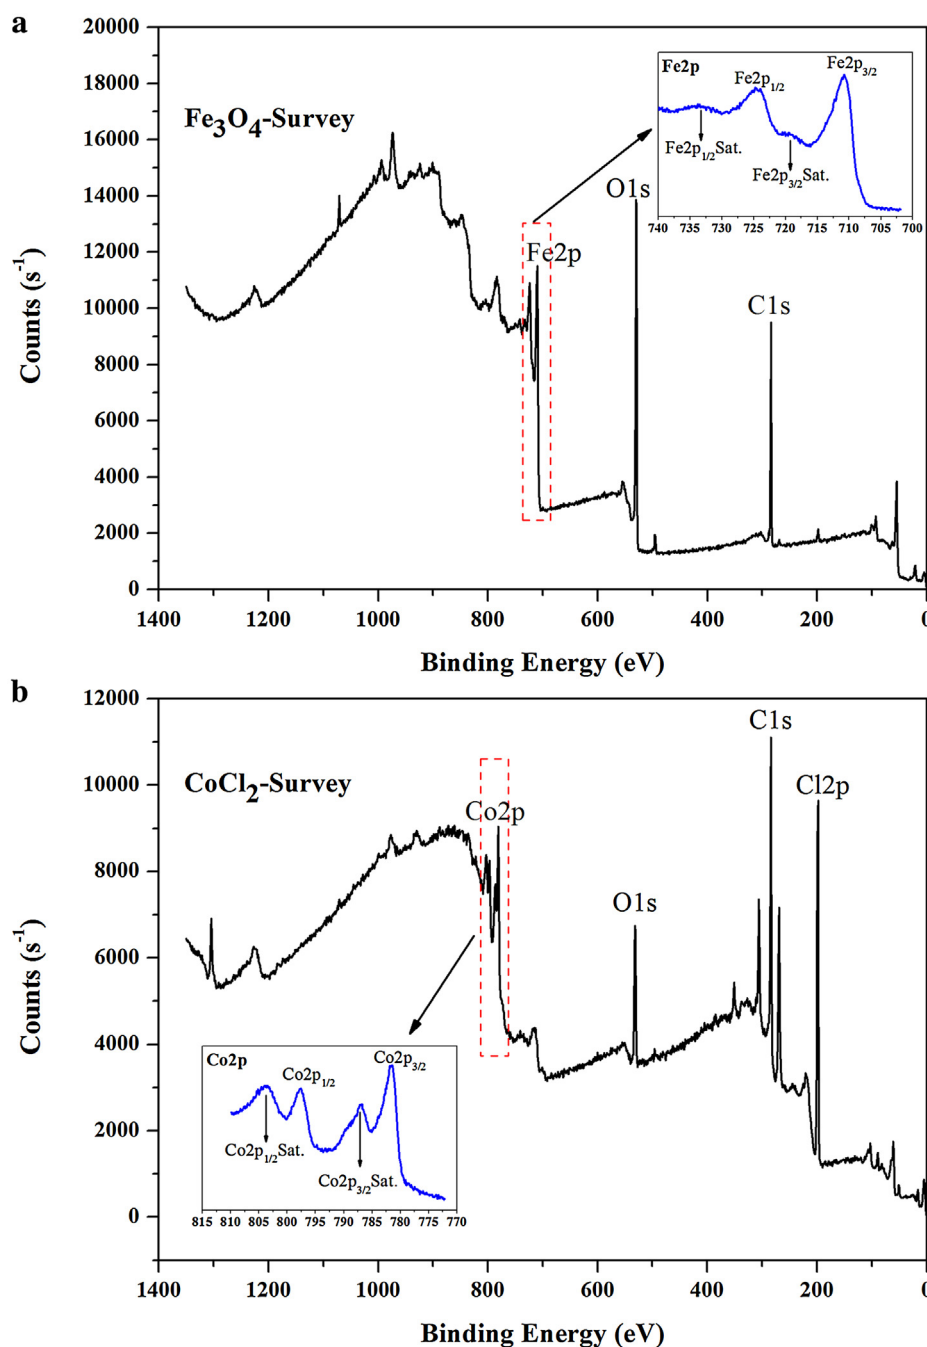 a
20000
18000
16000
14000
12000
10000
8000
6000
4000
2000
0
Counts (s⁻¹)
Fe₃O₄-Survey
Fe2p
O1s
C1s
Fe2p
Fe2p₁/₂
Fe2p₃/₂
Fe2p₁/₂Sat.
Fe2p₃/₂Sat.
740 735 730 725 720 715 710 705 700
1400 1200 1000 800 600 400 200 0
Binding Energy (eV)
b
12000
10000
8000
6000
4000
2000
0
Counts (s⁻¹)
CoCl₂-Survey
Co2p
O1s
C1s
Cl2p
Co2p
Co2p₁/₂
Co2p₃/₂
Co2p₁/₂Sat.
Co2p₃/₂Sat.
815 810 805 800 795 790 785 780 775 770
1400 1200 1000 800 600 400 200 0
Binding Energy (eV)